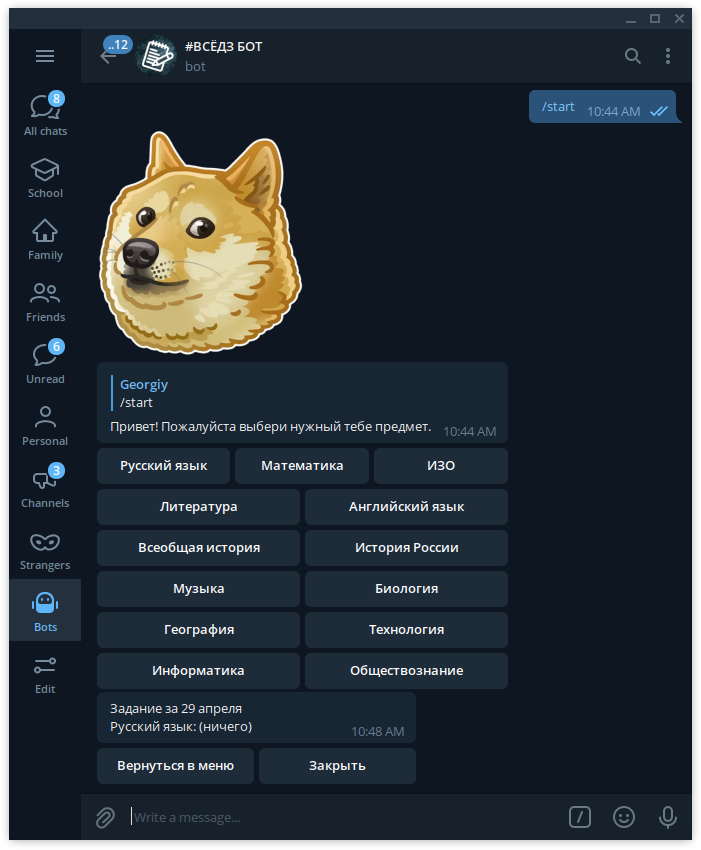 ..12
#ВСЁДЗ БОТ
bot
8
All chats
School
Family
Friends
6
Unread
Personal
3
Channels
Strangers
Bots
Edit
/start 10:44 AM
Georgiy
/start
Привет! Пожалуйста выбери нужный тебе предмет. 10:44 AM
Русский язык Математика ИЗО
Литература Английский язык
Всеобщая история История России
Музыка Биология
География Технология
Информатика Обществознание
Задание за 29 апреля
Русский язык: (ничего) 10:48 AM
Вернуться в меню Закрыть
Write a message...